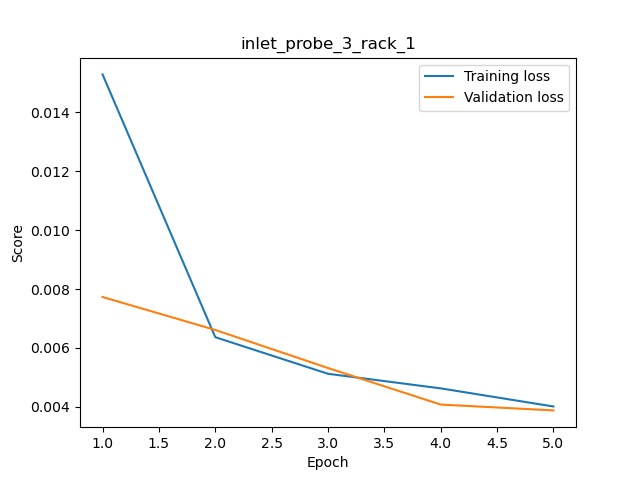 inlet_probe_3_rack_1
Training loss
Validation loss
0.014
0.012
0.010
0.008
0.006
0.004
Score
1.0 1.5 2.0 2.5 3.0 3.5 4.0 4.5 5.0
Epoch